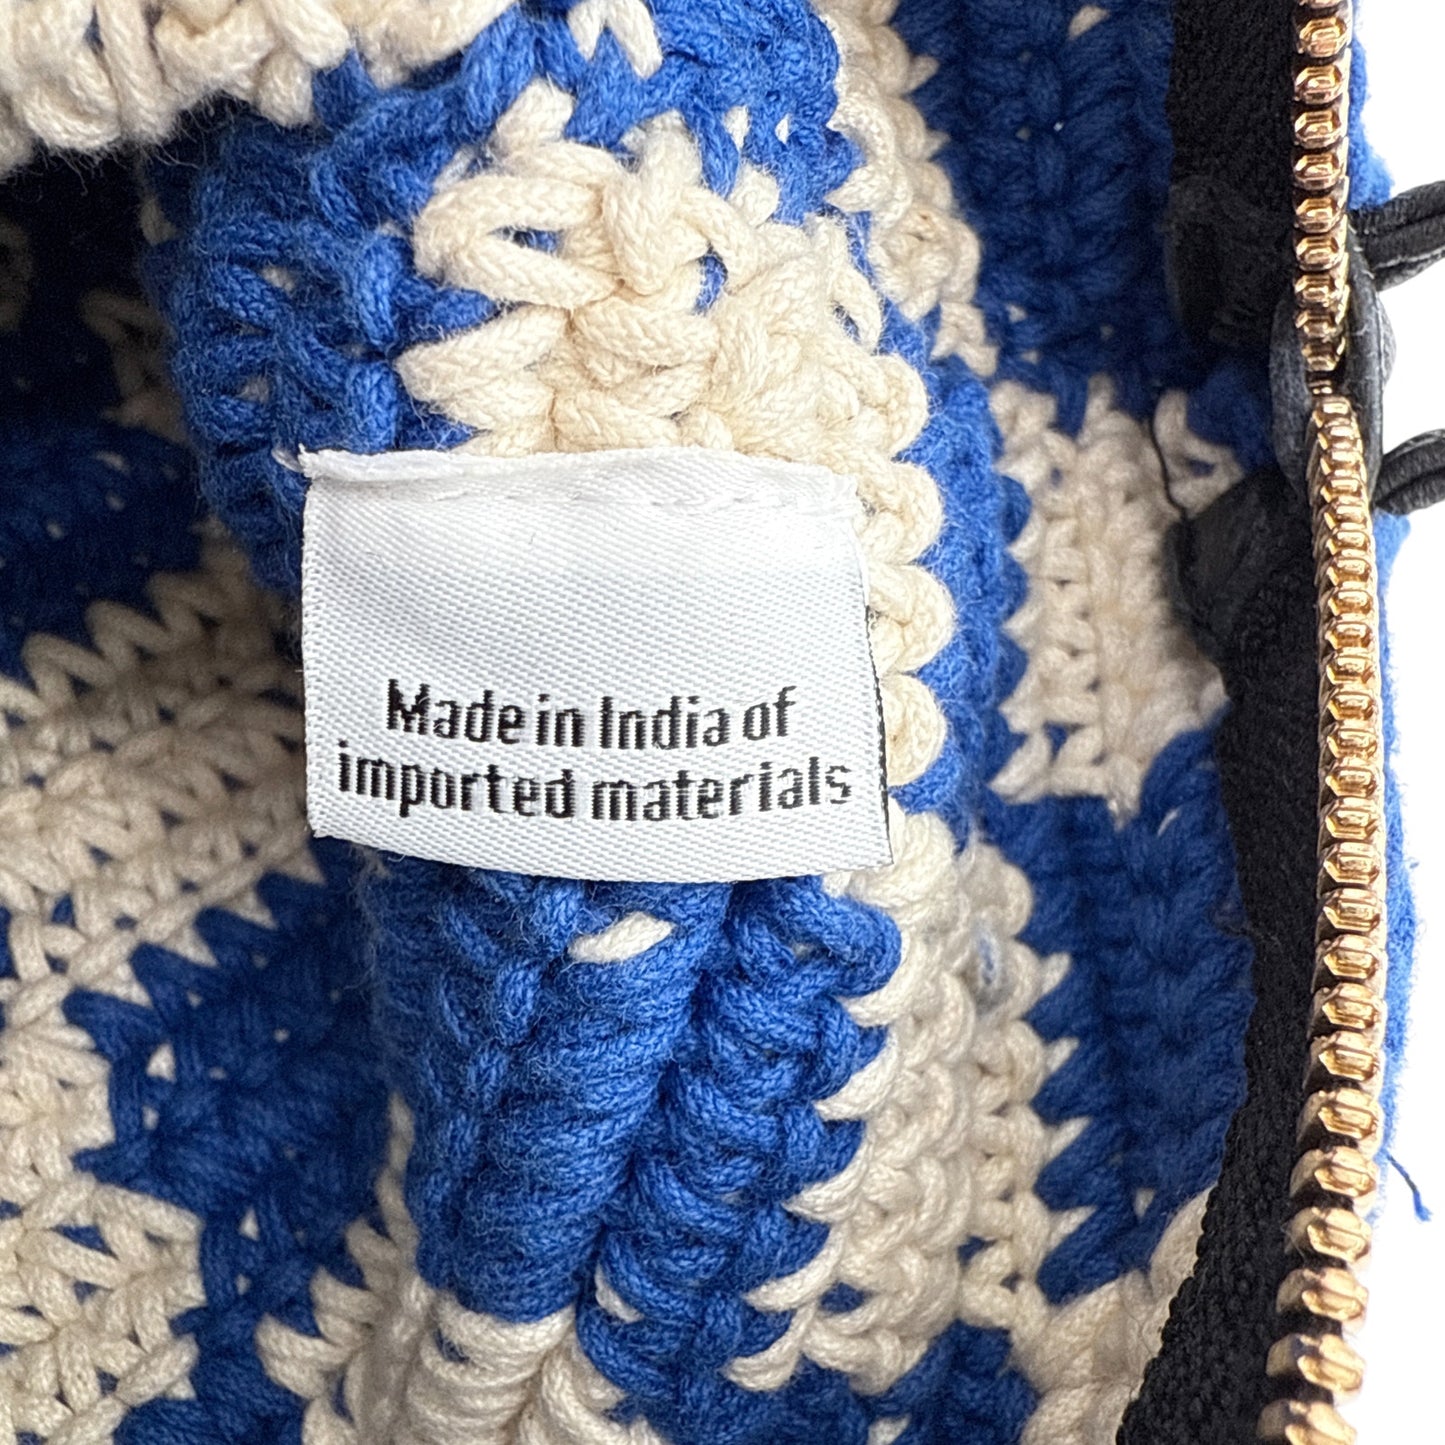 Made in India of
imported materials